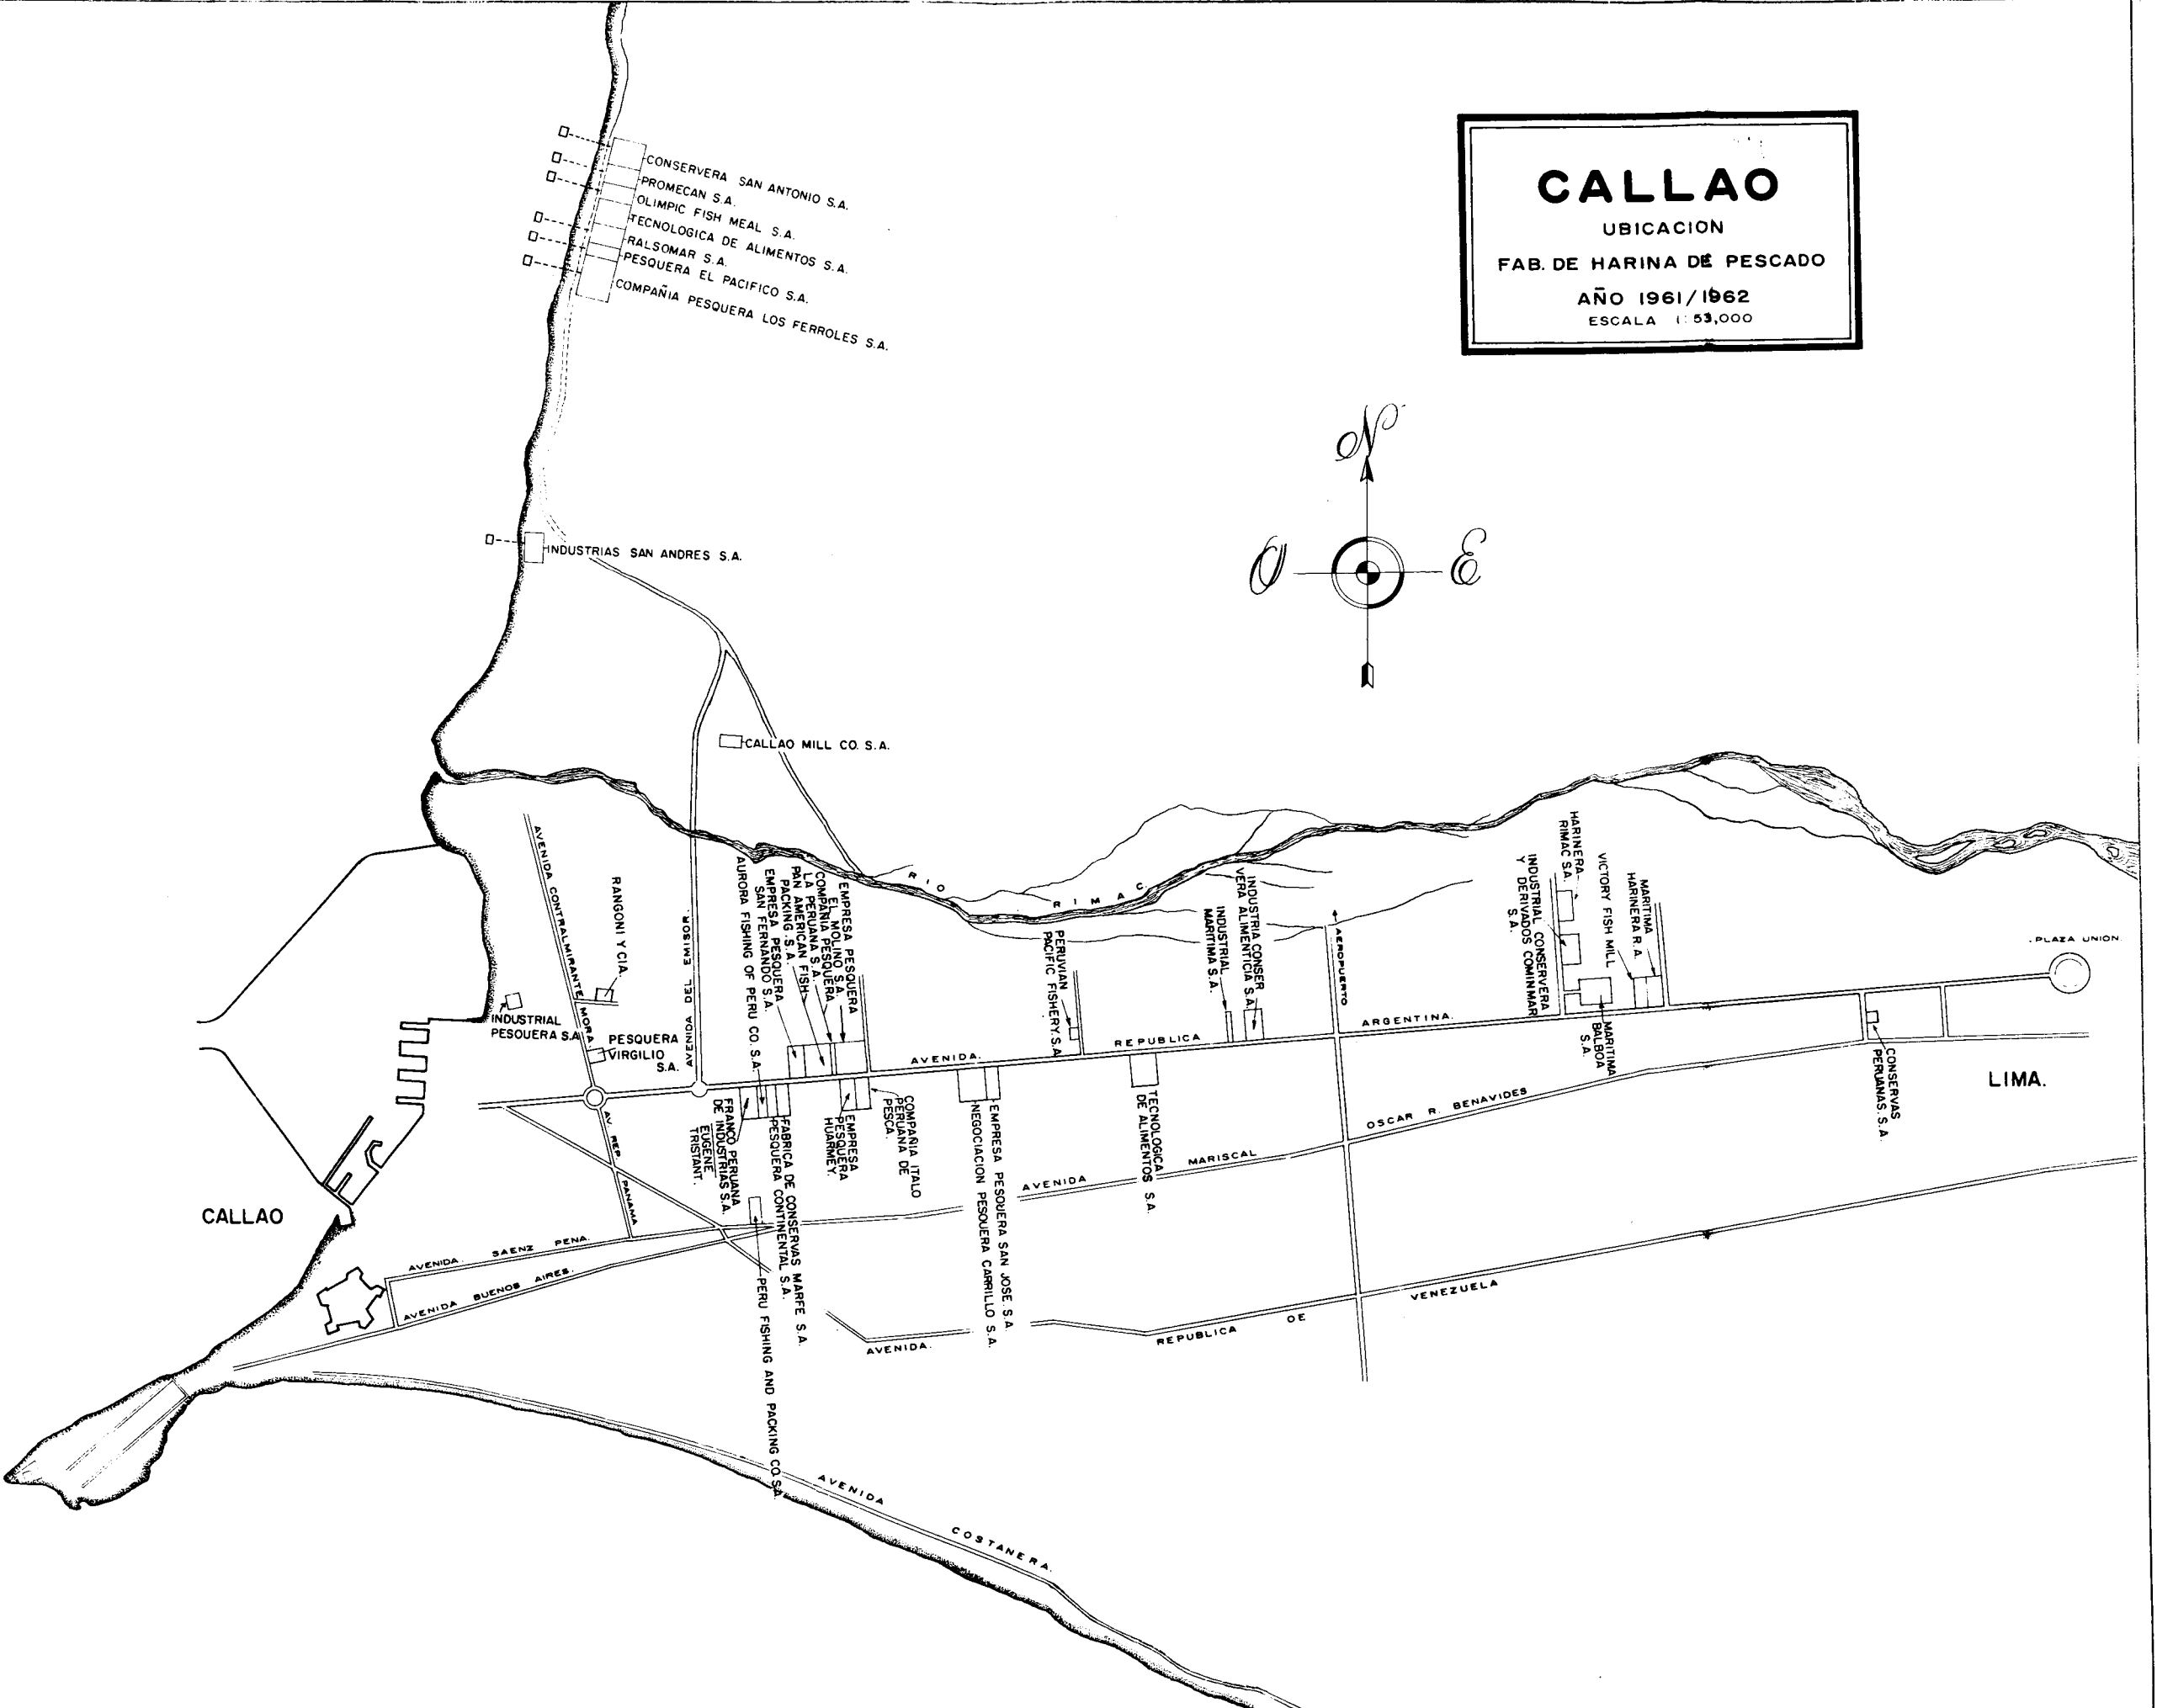 CALLAO
UBICACION
FAB. DE HARINA DE PESCADO
AÑO 1961/1962
ESCALA 1:53,000
N
O
E
CONSERVERA SAN ANTONIO S.A.
PROMECAN S.A.
OLIMPIC FISH MEAL S.A.
TECNOLOGICA DE ALIMENTOS S.A.
RALSOMAR S.A.
PESQUERA EL PACIFICO S.A.
COMPAÑIA PESQUERA LOS FERROLES S.A.
INDUSTRIAS SAN ANDRES S.A.
CALLAO MILL CO. S.A.
RIO RIMAC
AVENIDA CONTRALMIRANTE MORA.
RANGONI Y CIA.
INDUSTRIAL
PESQUERA S.A.
PESQUERA
VIRGILIO
S.A.
AVENIDA DEL EMISOR
AURORA FISHING OF PERU CO. S.A.
EMPRESA PESQUERA
SAN FERNANDO S.A.
PAN AMERICAN FISH
PACKING S.A.
COMPAÑIA PESQUERA
LA PERUANA S.A.
EMPRESA PESQUERA
EL MOLINO S.A.
PERUVIAN
PACIFIC FISHERY.S.A.
INDUSTRIAL
MARITIMA S.A.
INDUSTRIA CONSER
VERA ALIMENTICIA S.A.
AEROPUERTO
INDUSTRIAL CONSERVERA
Y DERIVADOS COMINMAR
S.A.
HARINERA
RIMAC S.A.
VICTORY FISH MILL
MARITIMA
HARINERA R.A.
MARITIMA
BALBOA
S.A.
PLAZA UNION.
CONSERVAS
PERUANAS. S.A.
LIMA.
AVENIDA. REPUBLICA ARGENTINA.
AV. REP. PANAMA
FRANCO PERUANA
DE INDUSTRIAS S.A.
EUGENE
TRISTANT.
FABRICA DE CONSERVAS MARFE S.A.
PESQUERA CONTINENTAL S.A.
EMPRESA
PESQUERA
HUARMEY.
COMPAÑIA ITALO
PERUANA DE
PESCA.
EMPRESA PESQUERA SAN JOSE. S.A.
NEGOCIACION PESQUERA CARRILLO S.A.
TECNOLOGICA
DE ALIMENTOS S.A.
PERU FISHING AND PACKING CO. S.A.
AVENIDA MARISCAL OSCAR R. BENAVIDES
CALLAO
AVENIDA. SAENZ PENA.
AVENIDA BUENOS AIRES.
AVENIDA. REPUBLICA DE VENEZUELA
AVENIDA COSTANERA.